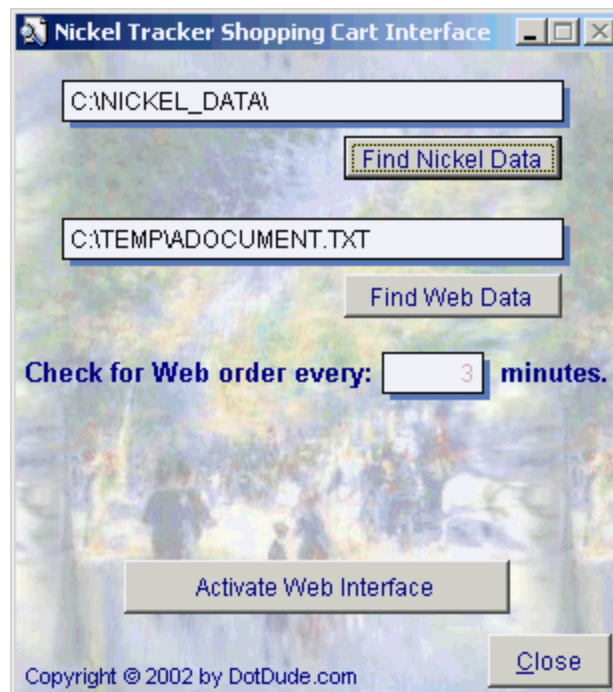 Nickel Tracker Shopping Cart Interface
C:\NICKEL_DATA\
Find Nickel Data
C:\TEMP\ADOCUMENT.TXT
Find Web Data
Check for Web order every: 3 minutes.
Activate Web Interface
Close
Copyright © 2002 by DotDude.com